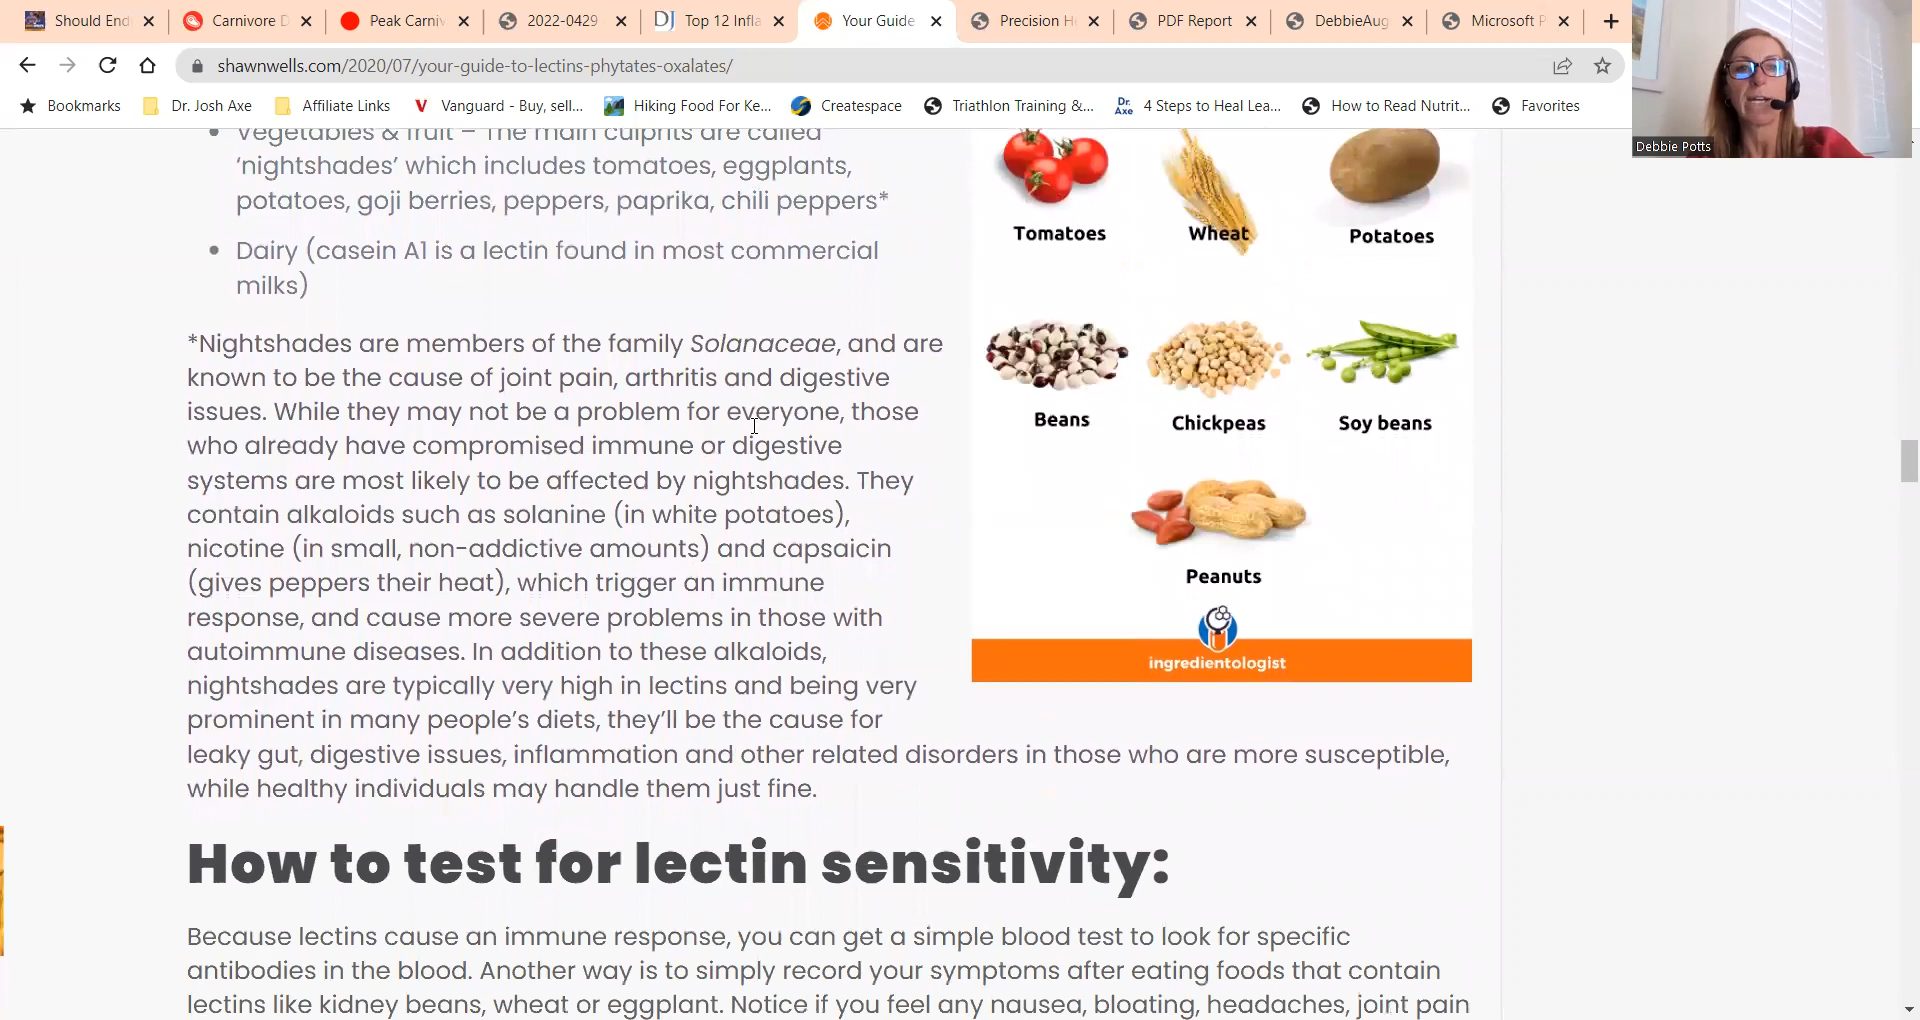 Should End
Carnivore D
Peak Carniv
2022-0429
DJ
Top 12 Infla
Your Guide
Precision H
PDF Report
DebbieAug
Microsoft P
shawnwells.com/2020/07/your-guide-to-lectins-phytates-oxalates/
Bookmarks
Dr. Josh Axe
Affiliate Links
Vanguard - Buy, sell...
Hiking Food For Ke...
Createspace
Triathlon Training &...
Dr. Axe
4 Steps to Heal Lea...
How to Read Nutrit...
Favorites
Debbie Potts
Vegetables & fruit – The main culprits are called
‘nightshades’ which includes tomatoes, eggplants,
potatoes, goji berries, peppers, paprika, chili peppers*
Dairy (casein A1 is a lectin found in most commercial
milks)
*Nightshades are members of the family Solanaceae, and are
known to be the cause of joint pain, arthritis and digestive
issues. While they may not be a problem for everyone, those
who already have compromised immune or digestive
systems are most likely to be affected by nightshades. They
contain alkaloids such as solanine (in white potatoes),
nicotine (in small, non-addictive amounts) and capsaicin
(gives peppers their heat), which trigger an immune
response, and cause more severe problems in those with
autoimmune diseases. In addition to these alkaloids,
nightshades are typically very high in lectins and being very
prominent in many people’s diets, they’ll be the cause for
leaky gut, digestive issues, inflammation and other related disorders in those who are more susceptible,
while healthy individuals may handle them just fine.
Tomatoes
Wheat
Potatoes
Beans
Chickpeas
Soy beans
Peanuts
ingredientologist
How to test for lectin sensitivity:
Because lectins cause an immune response, you can get a simple blood test to look for specific
antibodies in the blood. Another way is to simply record your symptoms after eating foods that contain
lectins like kidney beans, wheat or eggplant. Notice if you feel any nausea, bloating, headaches, joint pain